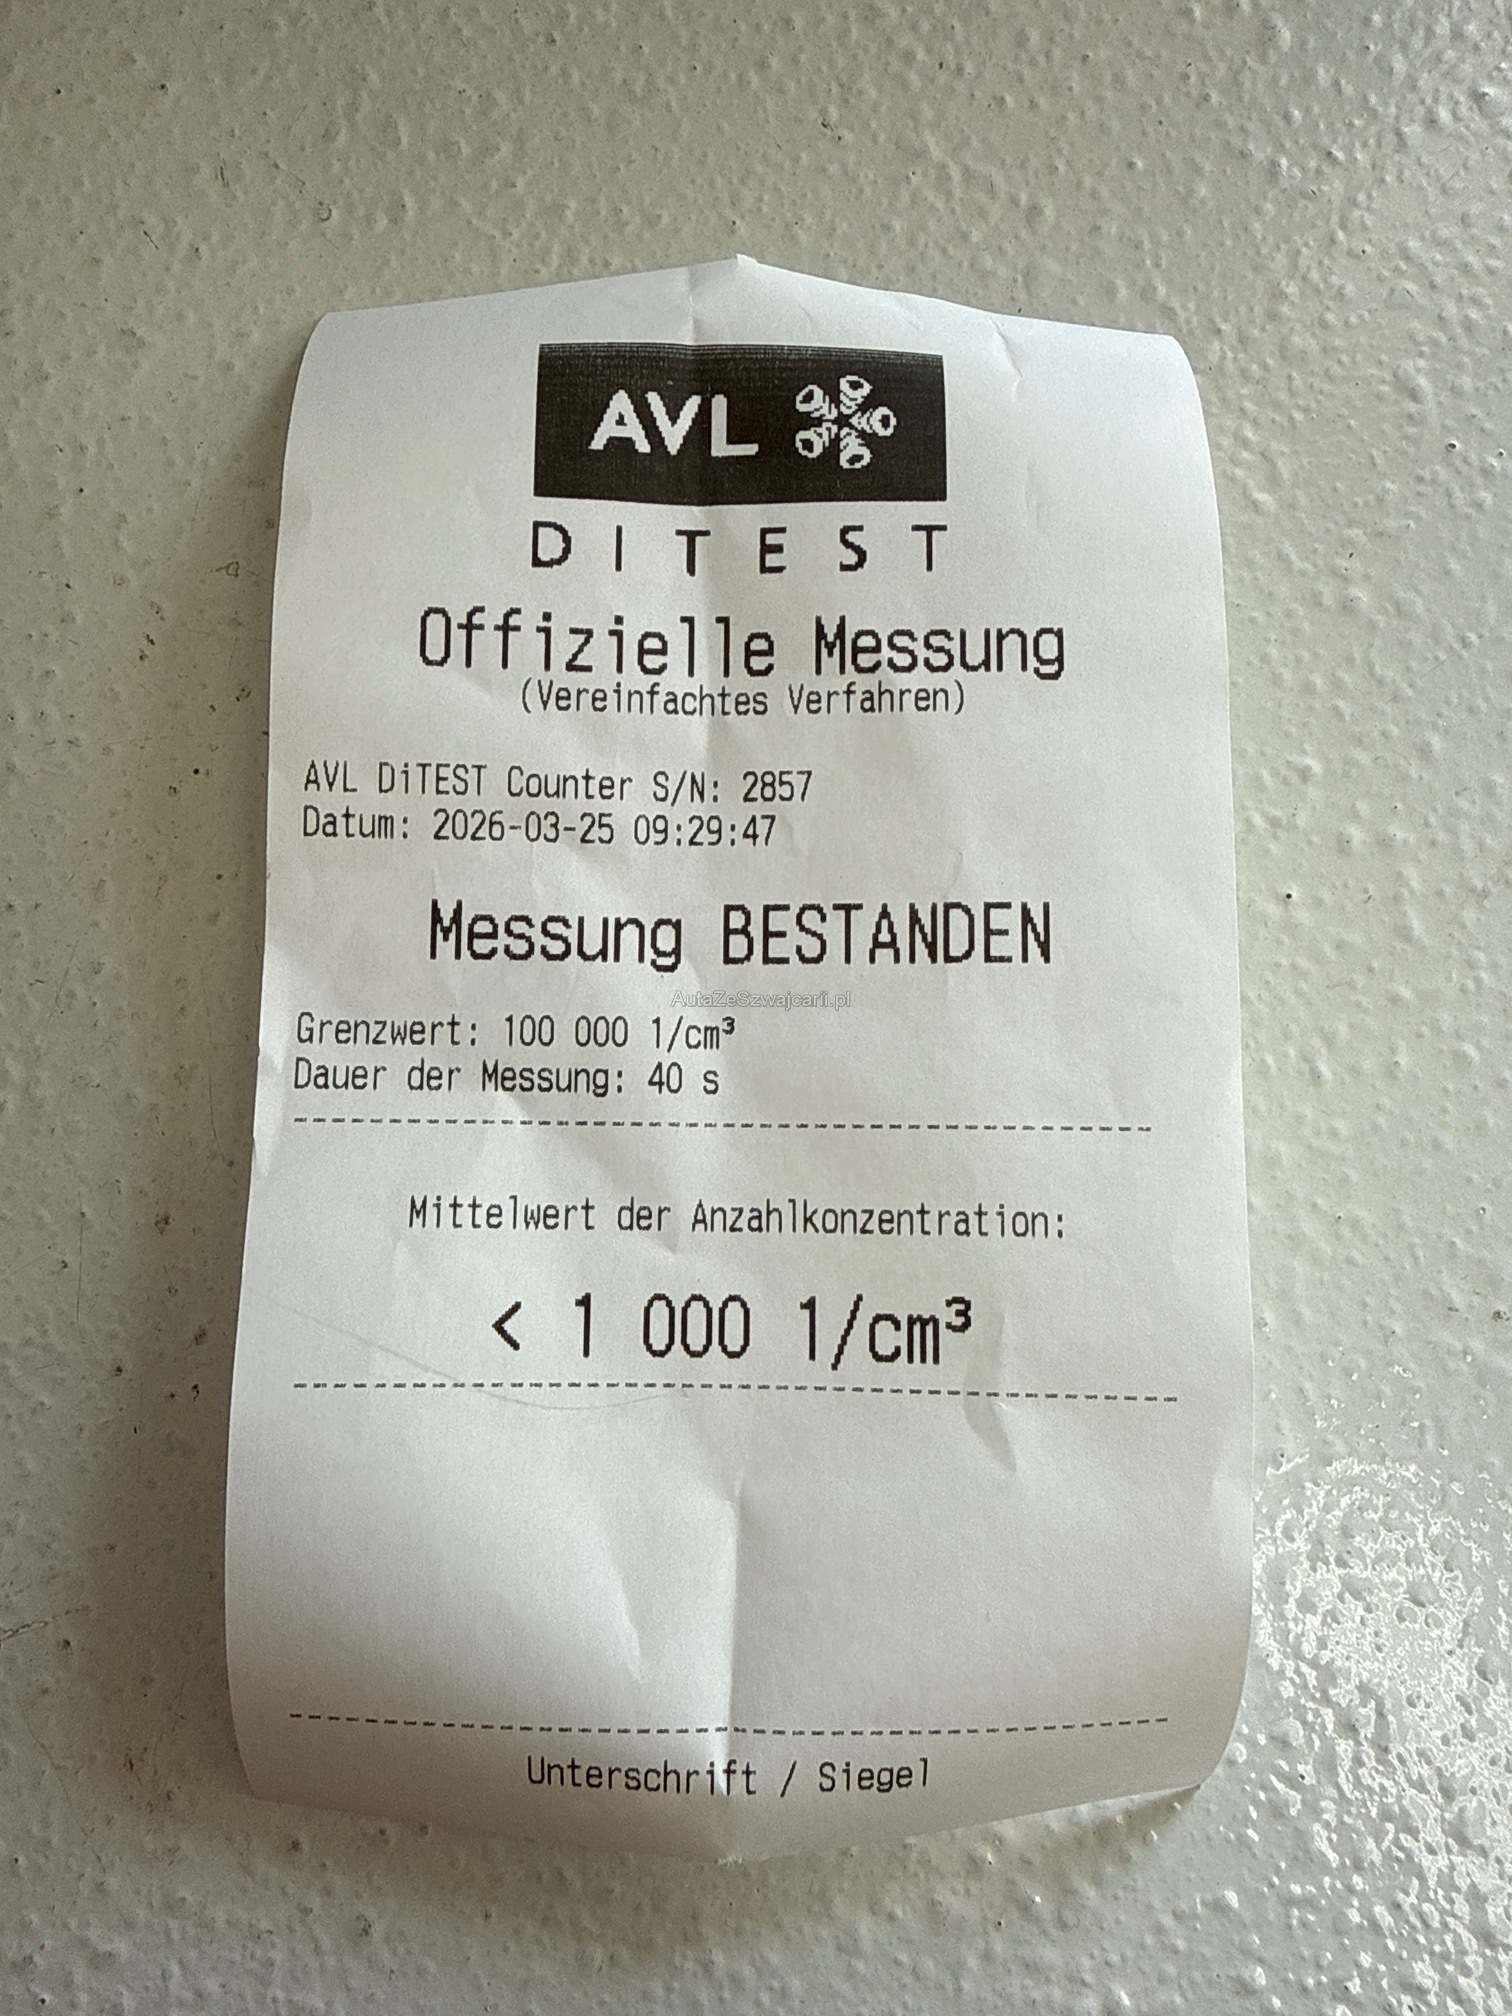 AVL
DITEST
Offizielle Messung
(Vereinfachtes Verfahren)
AVL DiTEST Counter S/N: 2857
Datum: 2026-03-25 09:29:47
Messung BESTANDEN
AutaZeSzwajcarii.pl
Grenzwert: 100 000 1/cm³
Dauer der Messung: 40 s
Mittelwert der Anzahlkonzentration:
< 1 000 1/cm³
Unterschrift / Siegel